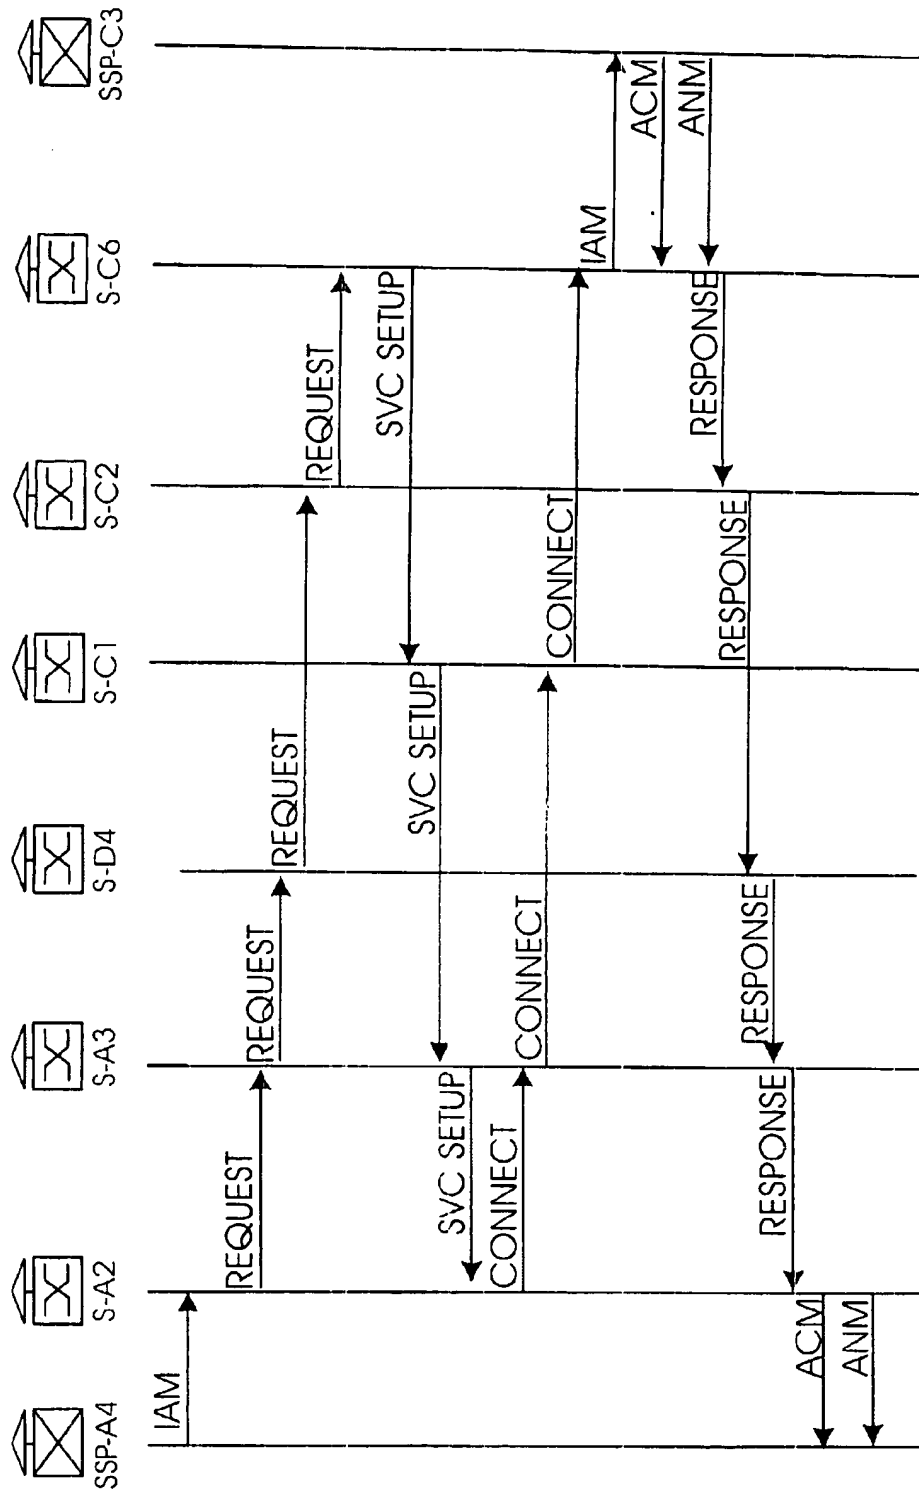 SSP-A4
S-A2
S-A3
S-D4
S-C1
S-C2
S-C6
SSP-C3
IAM
REQUEST
REQUEST
REQUEST
REQUEST
SVC SETUP
SVC SETUP
SVC SETUP
CONNECT
CONNECT
CONNECT
IAM
ACM
ANM
RESPONSE
RESPONSE
RESPONSE
RESPONSE
ACM
ANM